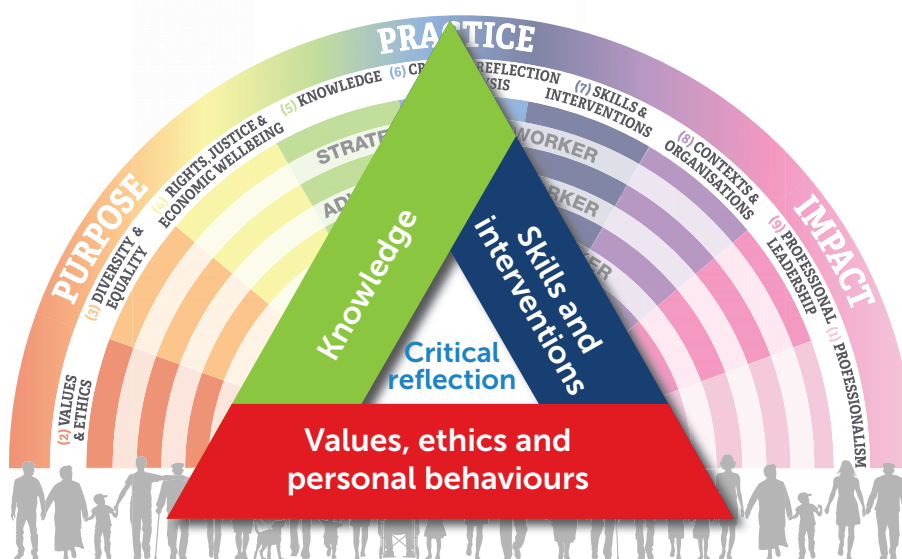 PURPOSE
PRACTICE
IMPACT
(2) VALUES
& ETHICS
(3) DIVERSITY &
EQUALITY
RIGHTS, JUSTICE &
ECONOMIC WELLBEING
(5) KNOWLEDGE
(6)
REFLECTION
(7) SKILLS &
INTERVENTIONS
(8) CONTEXTS &
ORGANISATIONS
(9) PROFESSIONAL
LEADERSHIP
(1) PROFESSIONALISM
WORKER
Knowledge
Skills and
interventions
Critical
reflection
Values, ethics and
personal behaviours